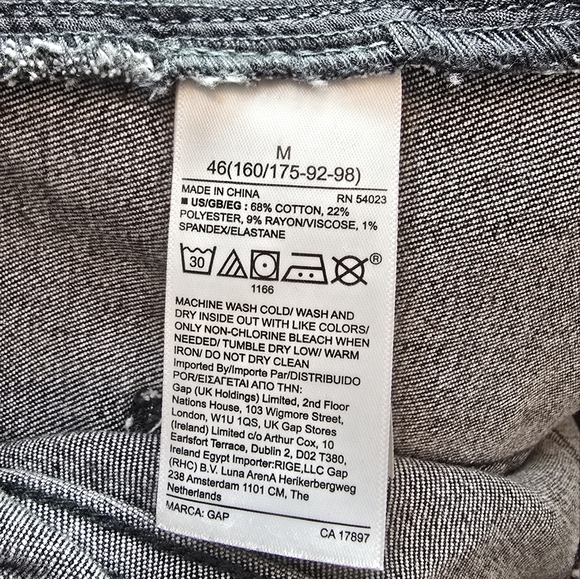 M
46(160/175-92-98)
MADE IN CHINA RN 54023
■ US/GB/EG : 68% COTTON, 22%
POLYESTER, 9% RAYON/VISCOSE, 1%
SPANDEX/ELASTANE
30 ®
1166
MACHINE WASH COLD/ WASH AND
DRY INSIDE OUT WITH LIKE COLORS/
ONLY NON-CHLORINE BLEACH WHEN
NEEDED/ TUMBLE DRY LOW/ WARM
IRON/ DO NOT DRY CLEAN
Imported By/Importe Par/DISTRIBUIDO
POR/ΕΙΣΑΓΕΤΑΙ ΑΠΟ ΤΗΝ:
Gap (UK Holdings) Limited, 2nd Floor
Nations House, 103 Wigmore Street,
London, W1U 1QS, UK Gap Stores
(Ireland) Limited c/o Arthur Cox, 10
Earlsfort Terrace, Dublin 2, D02 T380,
Ireland Egypt Importer:RIGE,LLC Gap
(RHC) B.V. Luna ArenA Herikerbergweg
238 Amsterdam 1101 CM, The
Netherlands
MARCA: GAP
CA 17897